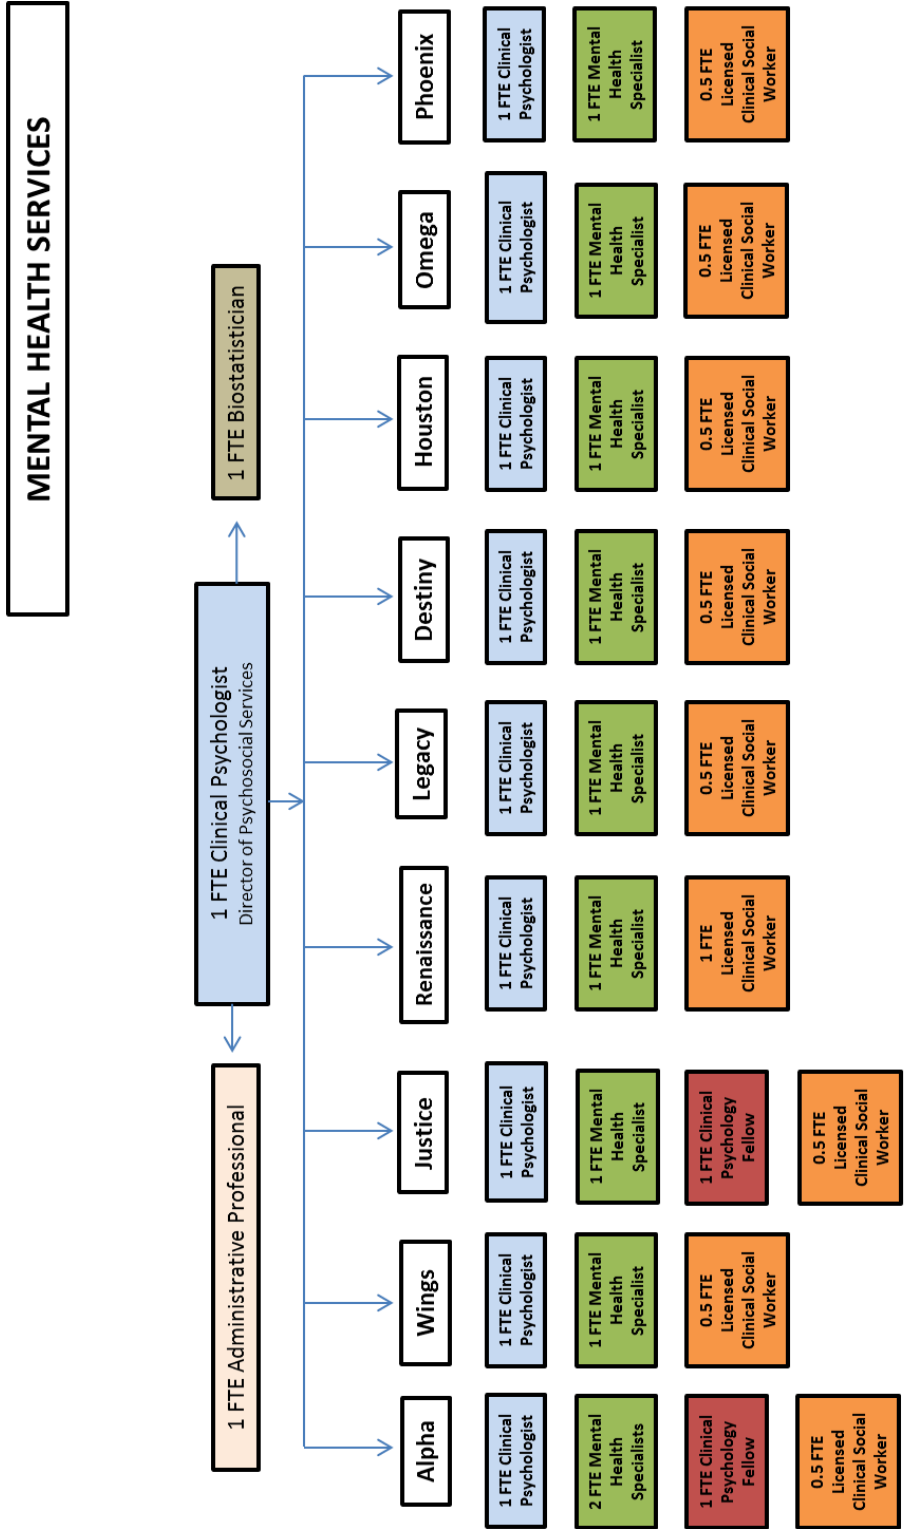 MENTAL HEALTH SERVICES
1 FTE Administrative Professional
1 FTE Clinical Psychologist
Director of Psychosocial Services
1 FTE Biostatistician
Alpha
1 FTE Clinical
Psychologist
2 FTE Mental
Health
Specialists
1 FTE Clinical
Psychology
Fellow
0.5 FTE
Licensed
Clinical Social
Worker
Wings
1 FTE Clinical
Psychologist
1 FTE Mental
Health
Specialist
0.5 FTE
Licensed
Clinical Social
Worker
Justice
1 FTE Clinical
Psychologist
1 FTE Mental
Health
Specialist
1 FTE Clinical
Psychology
Fellow
0.5 FTE
Licensed
Clinical Social
Worker
Renaissance
1 FTE Clinical
Psychologist
1 FTE Mental
Health
Specialist
1 FTE
Licensed
Clinical Social
Worker
Legacy
1 FTE Clinical
Psychologist
1 FTE Mental
Health
Specialist
0.5 FTE
Licensed
Clinical Social
Worker
Destiny
1 FTE Clinical
Psychologist
1 FTE Mental
Health
Specialist
0.5 FTE
Licensed
Clinical Social
Worker
Houston
1 FTE Clinical
Psychologist
1 FTE Mental
Health
Specialist
0.5 FTE
Licensed
Clinical Social
Worker
Omega
1 FTE Clinical
Psychologist
1 FTE Mental
Health
Specialist
0.5 FTE
Licensed
Clinical Social
Worker
Phoenix
1 FTE Clinical
Psychologist
1 FTE Mental
Health
Specialist
0.5 FTE
Licensed
Clinical Social
Worker